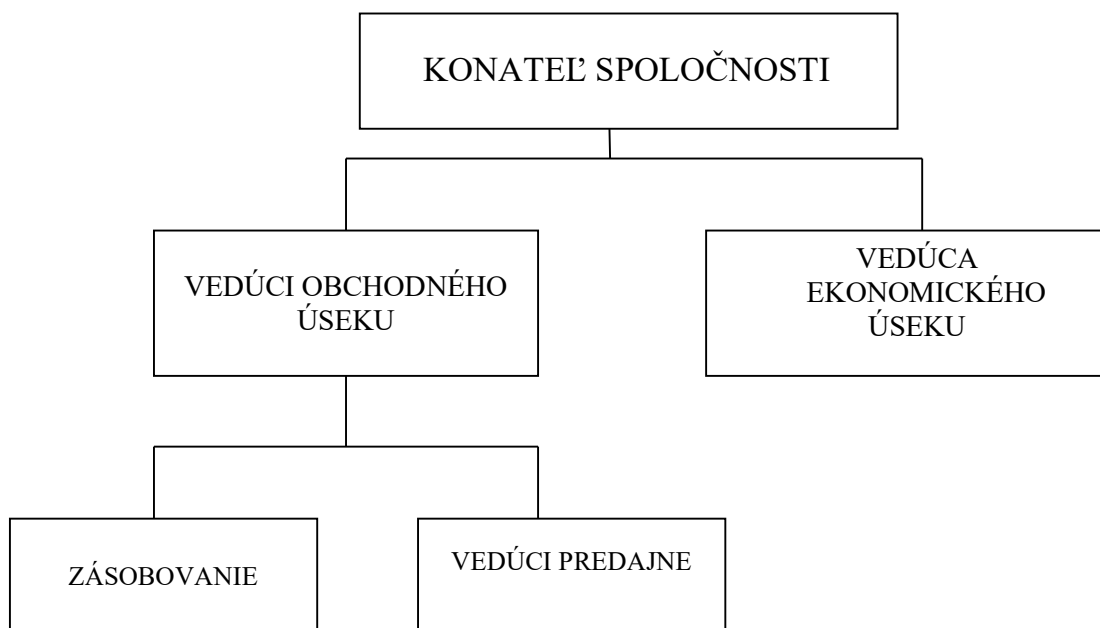 KONATEĽ SPOLOČNOSTI
VEDÚCI OBCHODNÉHO
ÚSEKU
VEDÚCA
EKONOMICKÉHO
ÚSEKU
ZÁSOBOVANIE
VEDÚCI PREDAJNE